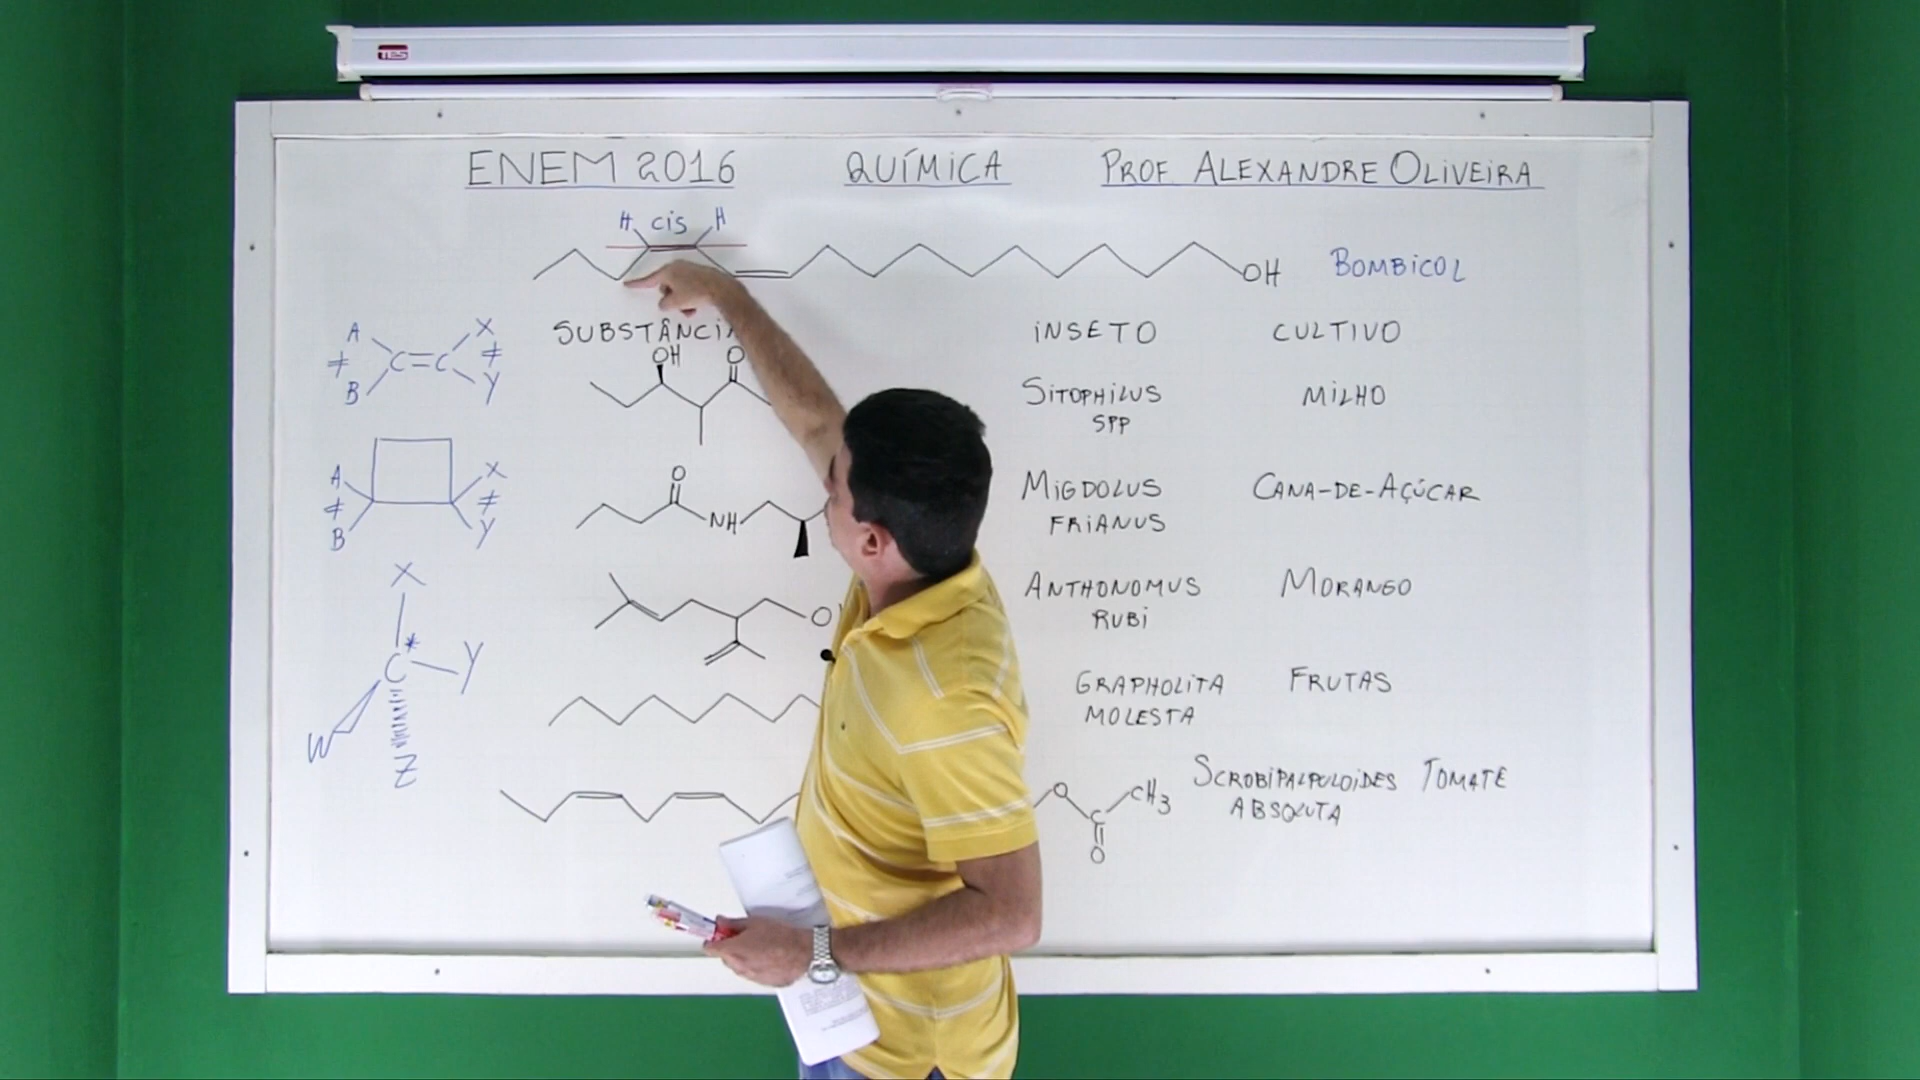 TES
ENEM 2016 QUÍMICA PROF ALEXANDRE OLIVEIRA
H cis H
OH BOMBICOL
SUBSTÂNCIA INSETO CULTIVO
A X
≠ C=C ≠
B Y
OH O
SITOPHILUS MILHO
SPP
A X
≠ ≠
B Y
O
NH
MIGDOLUS CANA-DE-AÇÚCAR
FRIANUS
X
C* Y
W Z
O
ANTHONOMUS MORANGO
RUBI
GRAPHOLITA FRUTAS
MOLESTA
O C CH3
O
SCROBIPALPULOIDES TOMATE
ABSOLUTA